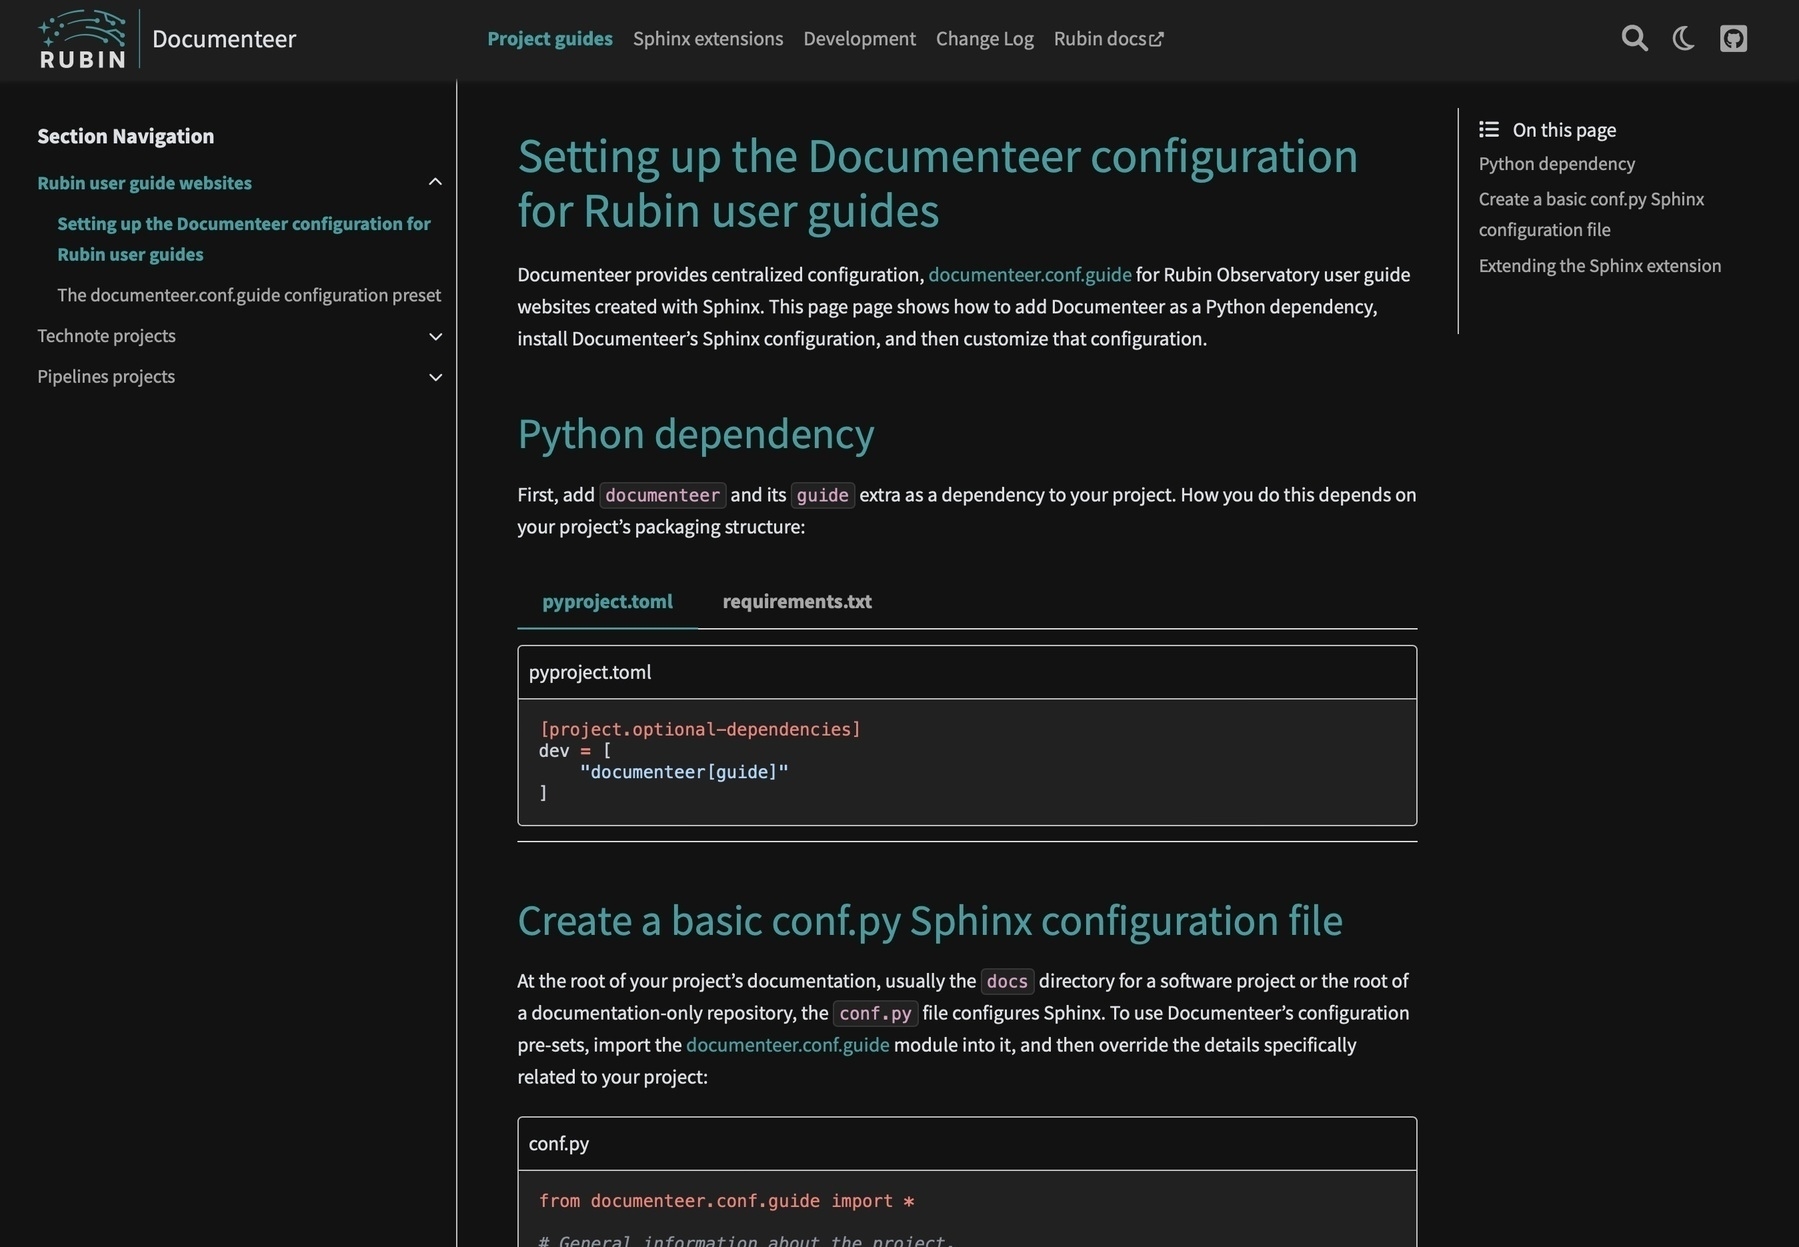 RUBIN
Documenteer
Project guides
Sphinx extensions
Development
Change Log
Rubin docs
Section Navigation
Rubin user guide websites
Setting up the Documenteer configuration for
Rubin user guides
The documenteer.conf.guide configuration preset
Technote projects
Pipelines projects
Setting up the Documenteer configuration
for Rubin user guides
Documenteer provides centralized configuration, documenteer.conf.guide for Rubin Observatory user guide
websites created with Sphinx. This page page shows how to add Documenteer as a Python dependency,
install Documenteer’s Sphinx configuration, and then customize that configuration.
Python dependency
First, add documenteer and its guide extra as a dependency to your project. How you do this depends on
your project’s packaging structure:
pyproject.toml
requirements.txt
pyproject.toml
[project.optional-dependencies]
dev = [
    "documenteer[guide]"
]
Create a basic conf.py Sphinx configuration file
At the root of your project’s documentation, usually the docs directory for a software project or the root of
a documentation-only repository, the conf.py file configures Sphinx. To use Documenteer’s configuration
pre-sets, import the documenteer.conf.guide module into it, and then override the details specifically
related to your project:
conf.py
from documenteer.conf.guide import *
# General information about the project.
On this page
Python dependency
Create a basic conf.py Sphinx
configuration file
Extending the Sphinx extension